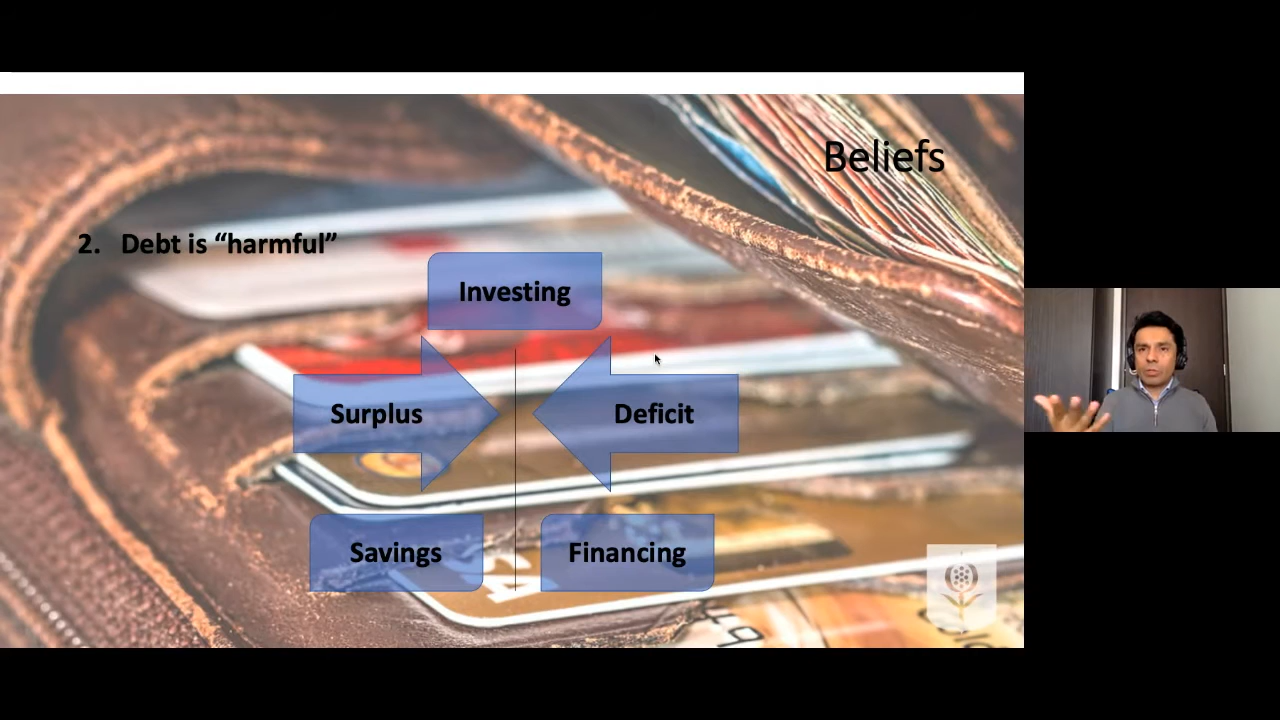 Beliefs
2. Debt is “harmful”
Investing
Surplus
Deficit
Savings
Financing